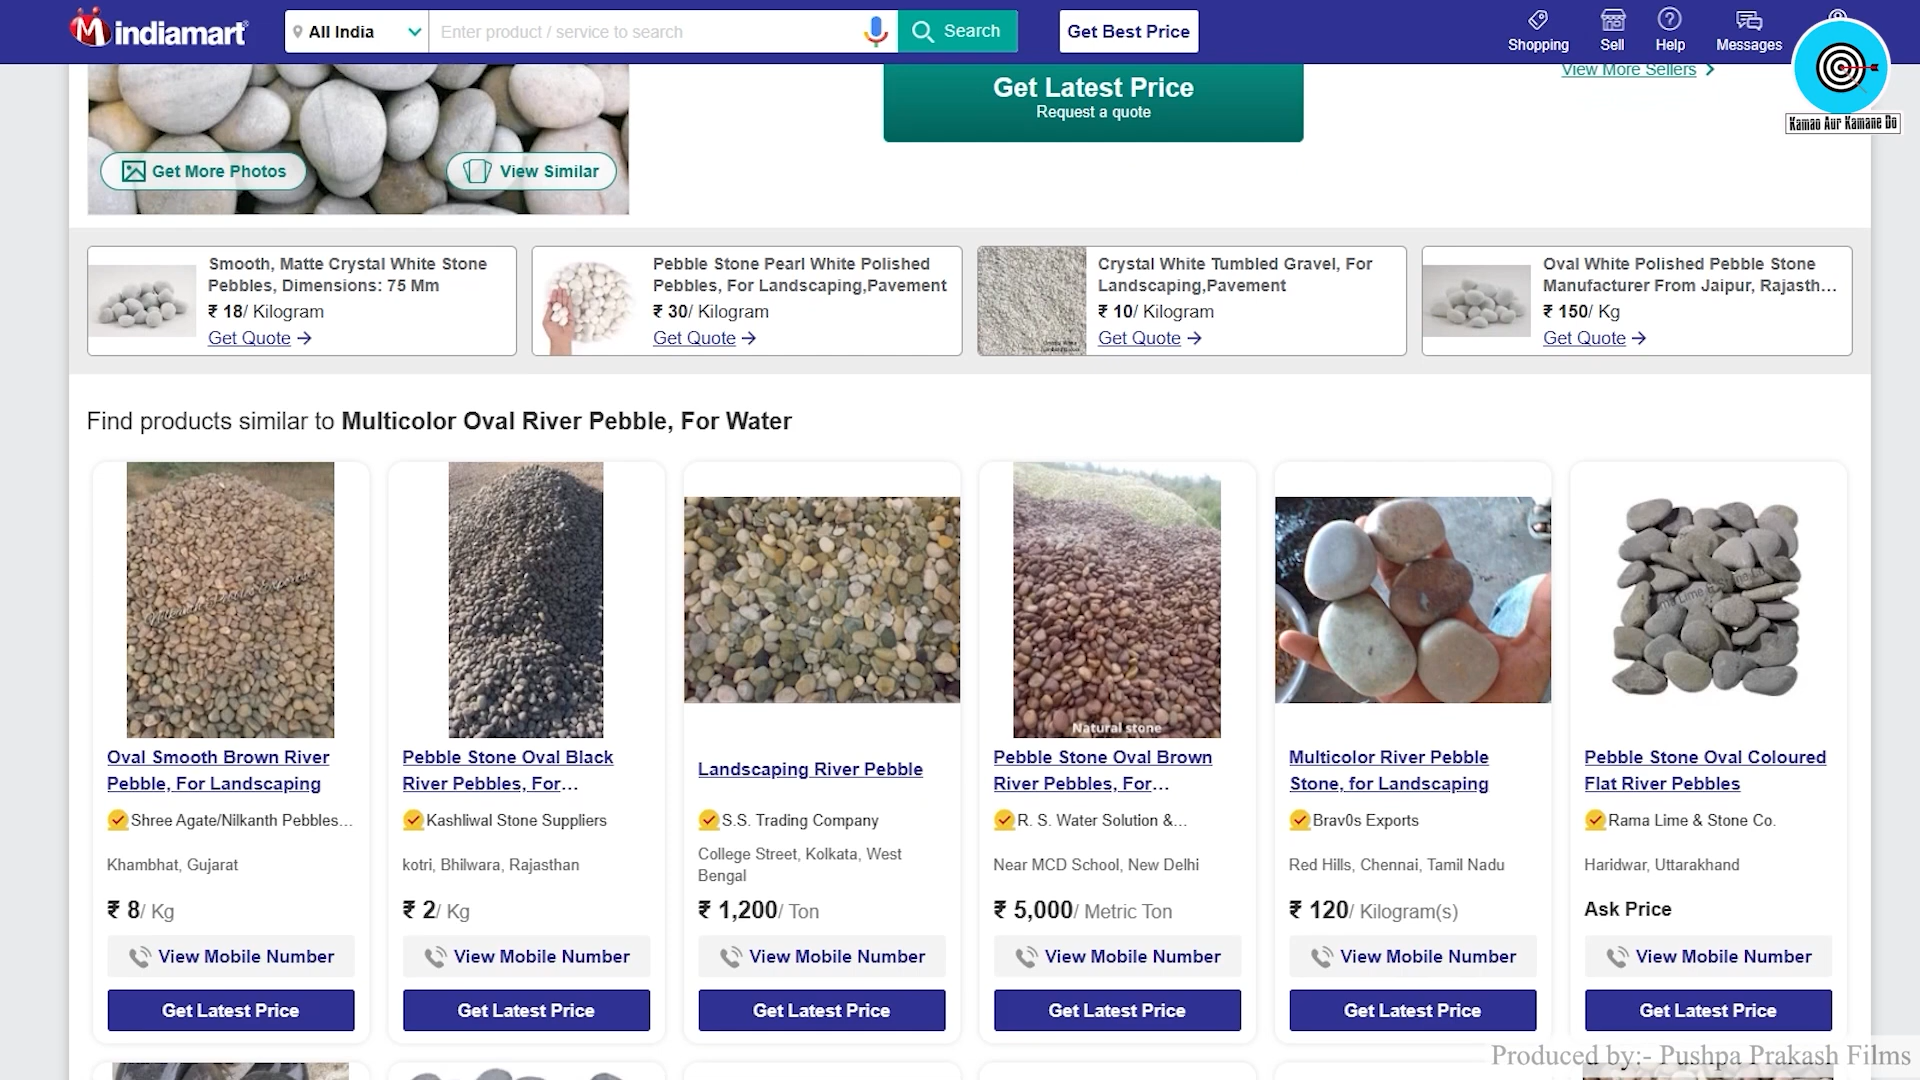 indiamart
All India
Enter product / service to search
Search
Get Best Price
Shopping
Sell
Help
Messages
View More Sellers
Kamao Aur Kamane Do
Get Latest Price
Request a quote
Get More Photos
View Similar
Smooth, Matte Crystal White Stone
Pebbles, Dimensions: 75 Mm
₹ 18/ Kilogram
Get Quote
Pebble Stone Pearl White Polished
Pebbles, For Landscaping,Pavement
₹ 30/ Kilogram
Get Quote
Crystal White Tumbled Gravel, For
Landscaping,Pavement
₹ 10/ Kilogram
Get Quote
Oval White Polished Pebble Stone
Manufacturer From Jaipur, Rajasth...
₹ 150/ Kg
Get Quote
Find products similar to Multicolor Oval River Pebble, For Water
Oval Smooth Brown River
Pebble, For Landscaping
Shree Agate/Nilkanth Pebbles...
Khambhat, Gujarat
₹ 8/ Kg
View Mobile Number
Get Latest Price
Pebble Stone Oval Black
River Pebbles, For...
Kashliwal Stone Suppliers
kotri, Bhilwara, Rajasthan
₹ 2/ Kg
View Mobile Number
Get Latest Price
Landscaping River Pebble
S.S. Trading Company
College Street, Kolkata, West
Bengal
₹ 1,200/ Ton
View Mobile Number
Get Latest Price
Natural stone
Pebble Stone Oval Brown
River Pebbles, For...
R. S. Water Solution &...
Near MCD School, New Delhi
₹ 5,000/ Metric Ton
View Mobile Number
Get Latest Price
Multicolor River Pebble
Stone, for Landscaping
Brav0s Exports
Red Hills, Chennai, Tamil Nadu
₹ 120/ Kilogram(s)
View Mobile Number
Get Latest Price
Pebble Stone Oval Coloured
Flat River Pebbles
Rama Lime & Stone Co.
Haridwar, Uttarakhand
Ask Price
View Mobile Number
Get Latest Price
Produced by:- Pushpa Prakash Films